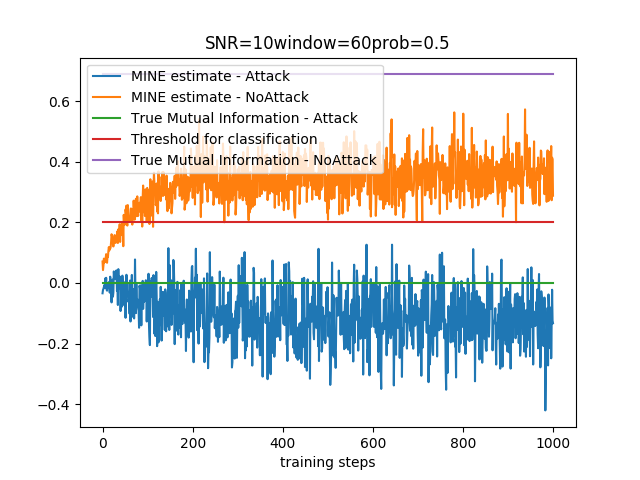 SNR=10window=60prob=0.5
MINE estimate - Attack
MINE estimate - NoAttack
True Mutual Information - Attack
Threshold for classification
True Mutual Information - NoAttack
0.6
0.4
0.2
0.0
−0.2
−0.4
0 200 400 600 800 1000
training steps